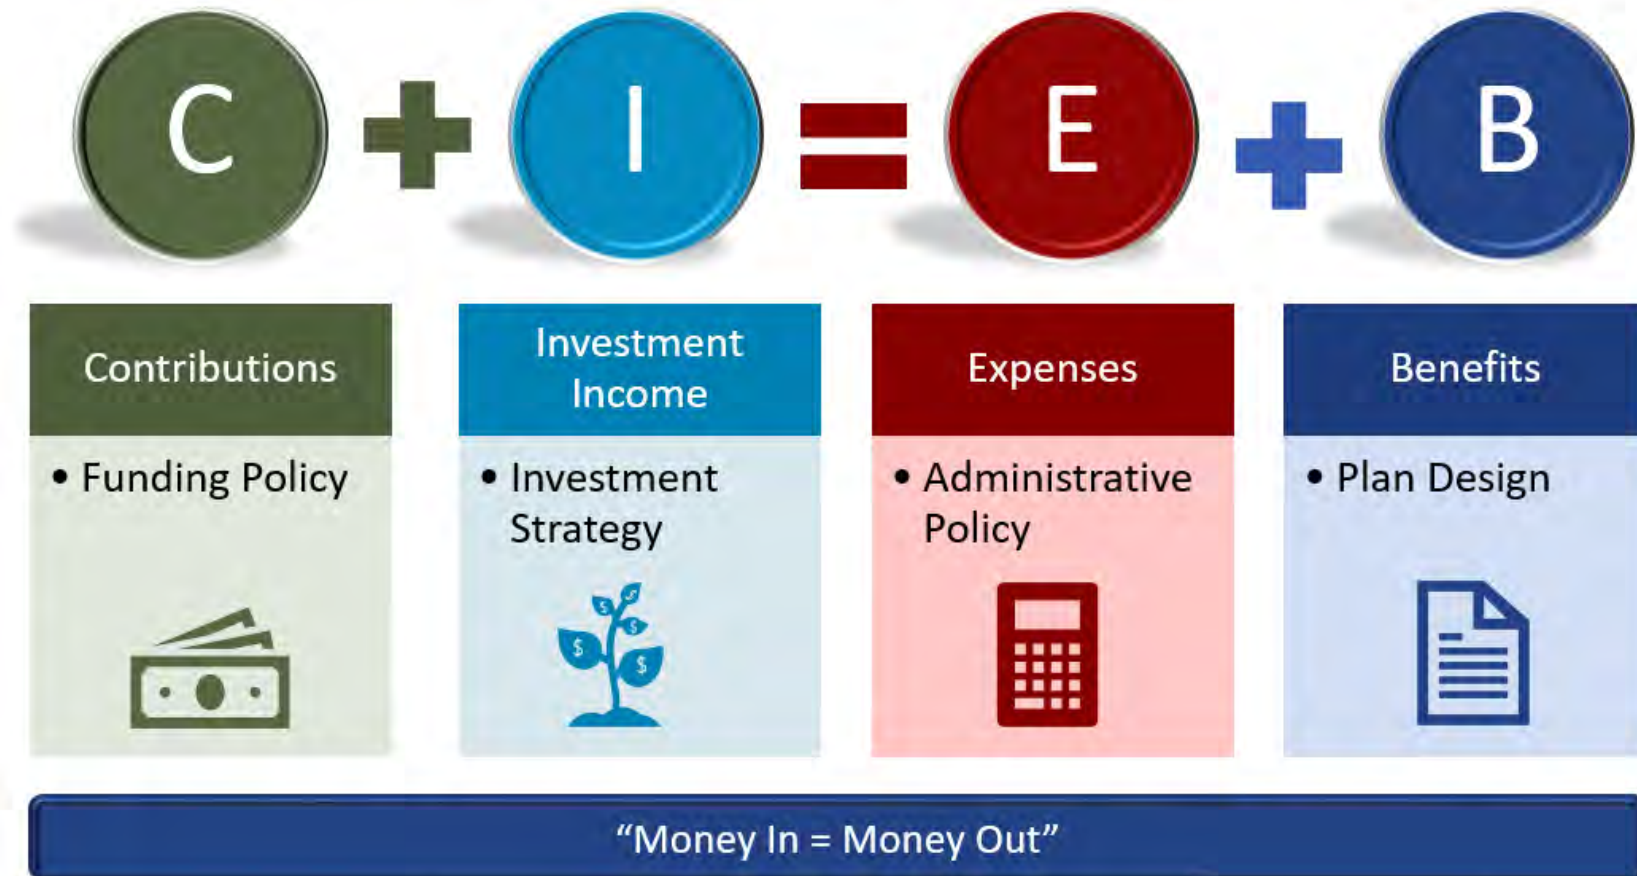 C + I = E + B
Contributions
Investment
Income
Expenses
Benefits
• Funding Policy
• Investment
Strategy
• Administrative
Policy
• Plan Design
$ $ $ $ $
“Money In = Money Out”